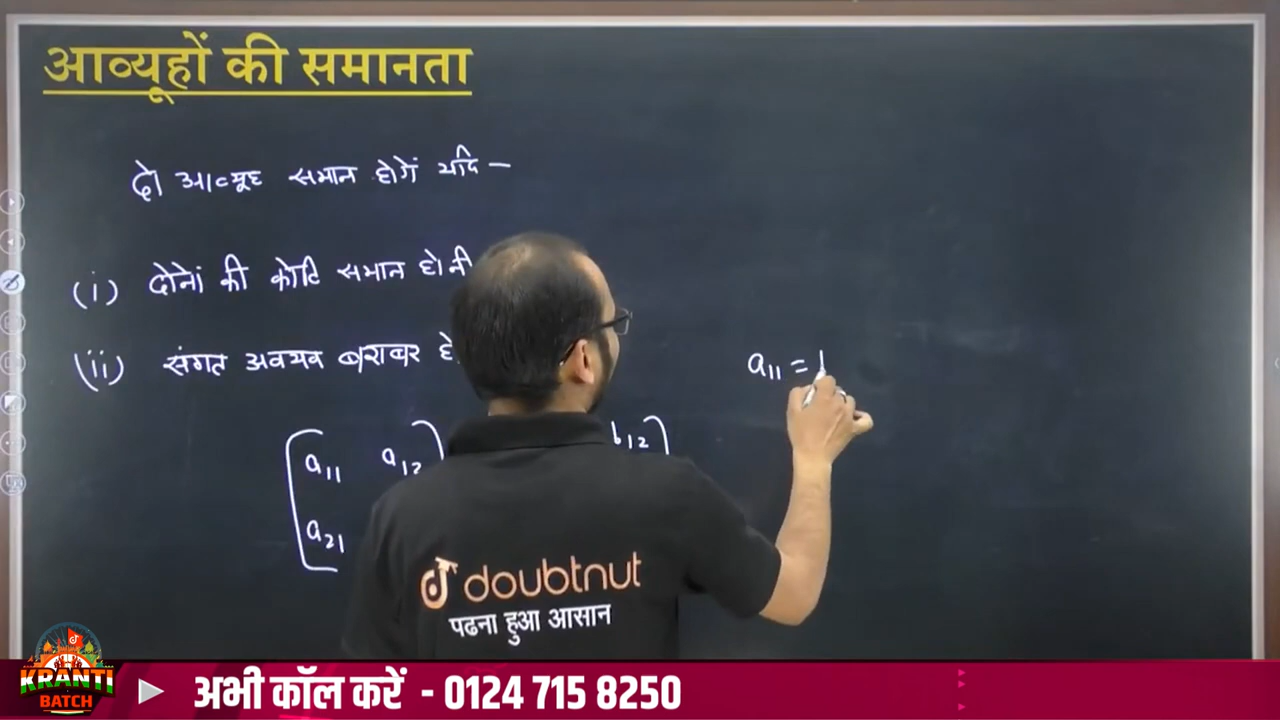 आव्यूहों की समानता
दो आव्यूह समान होगें यदि –
(i) दोनों की कोटि समान होनी
(ii) संगत अवयव बराबर
a11 =
a11 a12
b12
a21
doubtnut
पढना हुआ आसान
KRANTI
BATCH
अभी कॉल करें - 0124 715 8250